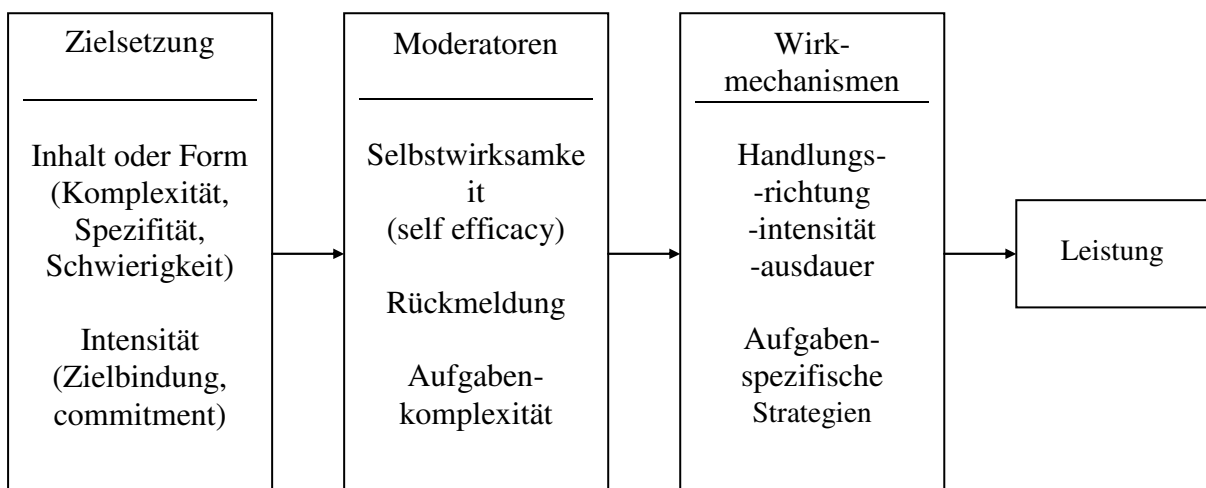 Zielsetzung
Inhalt oder Form
(Komplexität,
Spezifität,
Schwierigkeit)
Intensität
(Zielbindung,
commitment)
Moderatoren
Selbstwirksamke
it
(self efficacy)
Rückmeldung
Aufgaben-
komplexität
Wirk-
mechanismen
Handlungs-
-richtung
-intensität
-ausdauer
Aufgaben-
spezifische
Strategien
Leistung